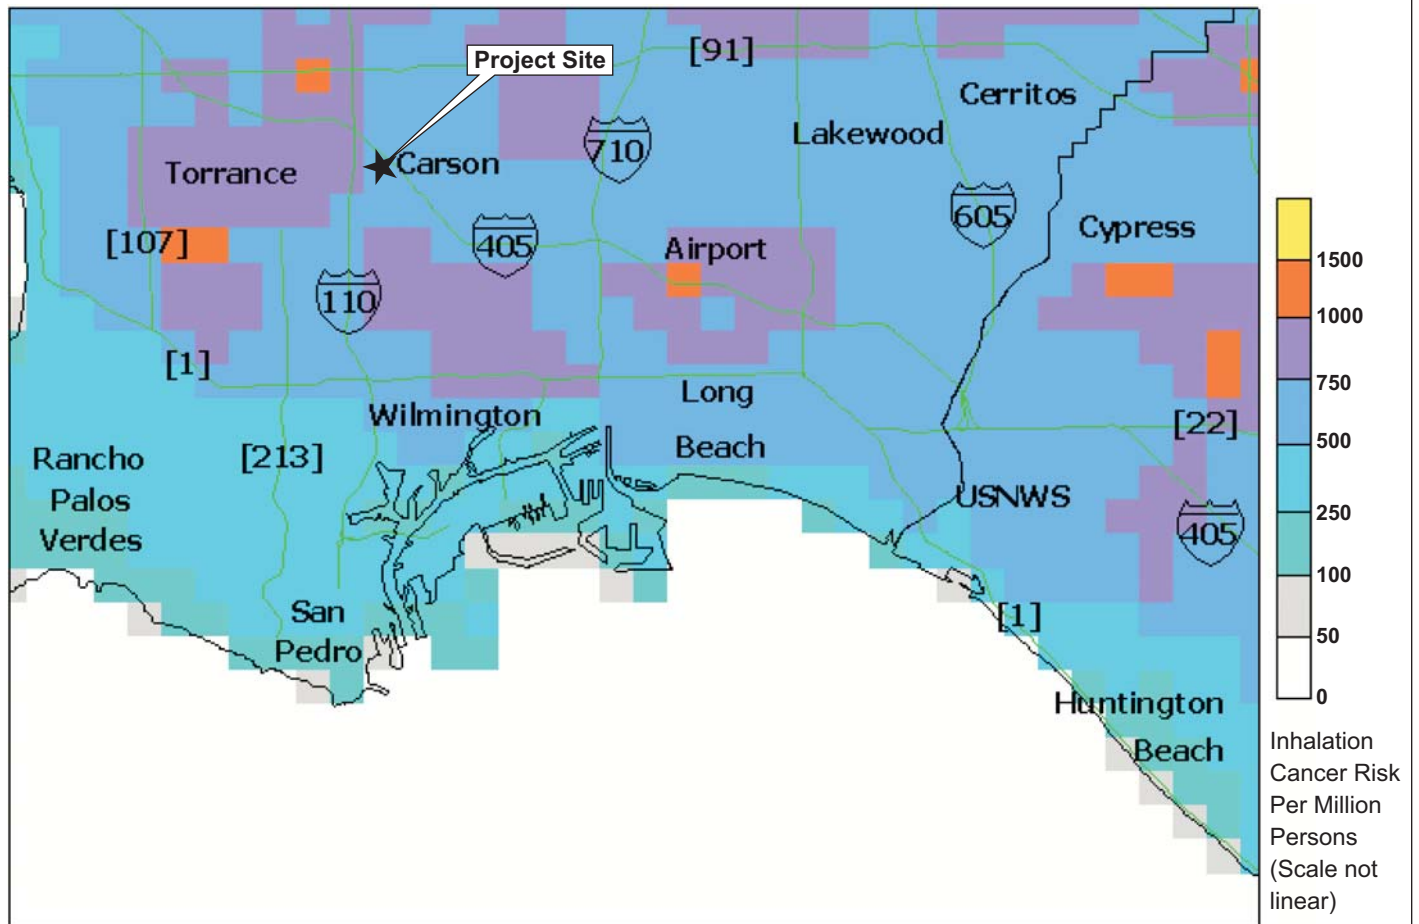 [91]
Project Site
Cerritos
Lakewood
710
Carson
Torrance
605
Cypress
[107]
405
Airport
110
[1]
Long
Beach
Wilmington
[22]
[213]
Rancho
Palos
Verdes
USNWS
405
San
Pedro
[1]
Huntington
Beach
1500
1000
750
500
250
100
50
0
Inhalation
Cancer Risk
Per Million
Persons
(Scale not
linear)